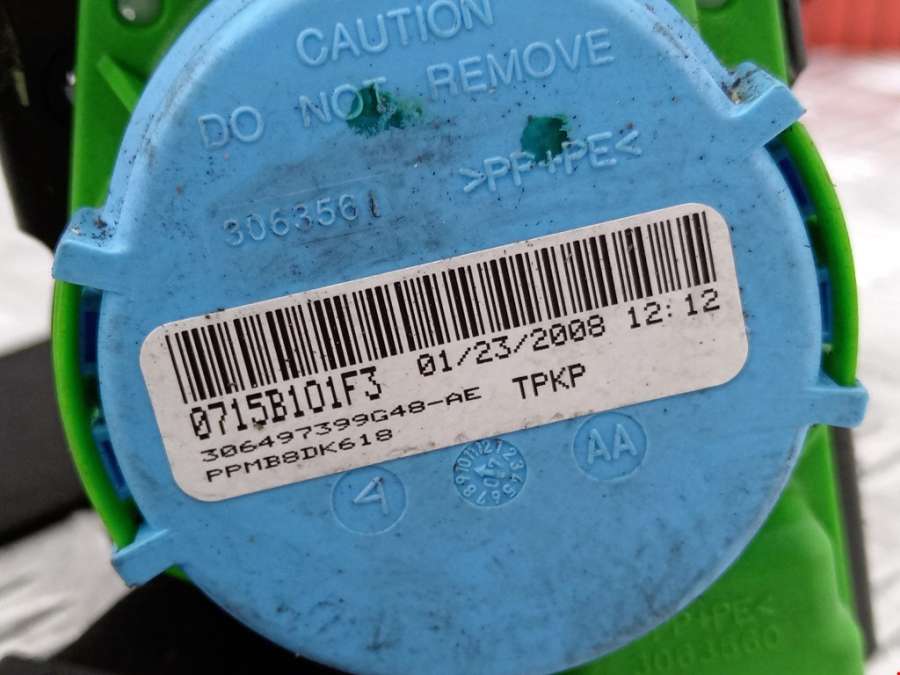 CAUTION
DO NOT REMOVE
>PP+PE<
3063561
0715B101F3 01/23/2008 12:12
306497399G48-AE TPKP
PPMB8DK618
AA
PP+PE<
3063560